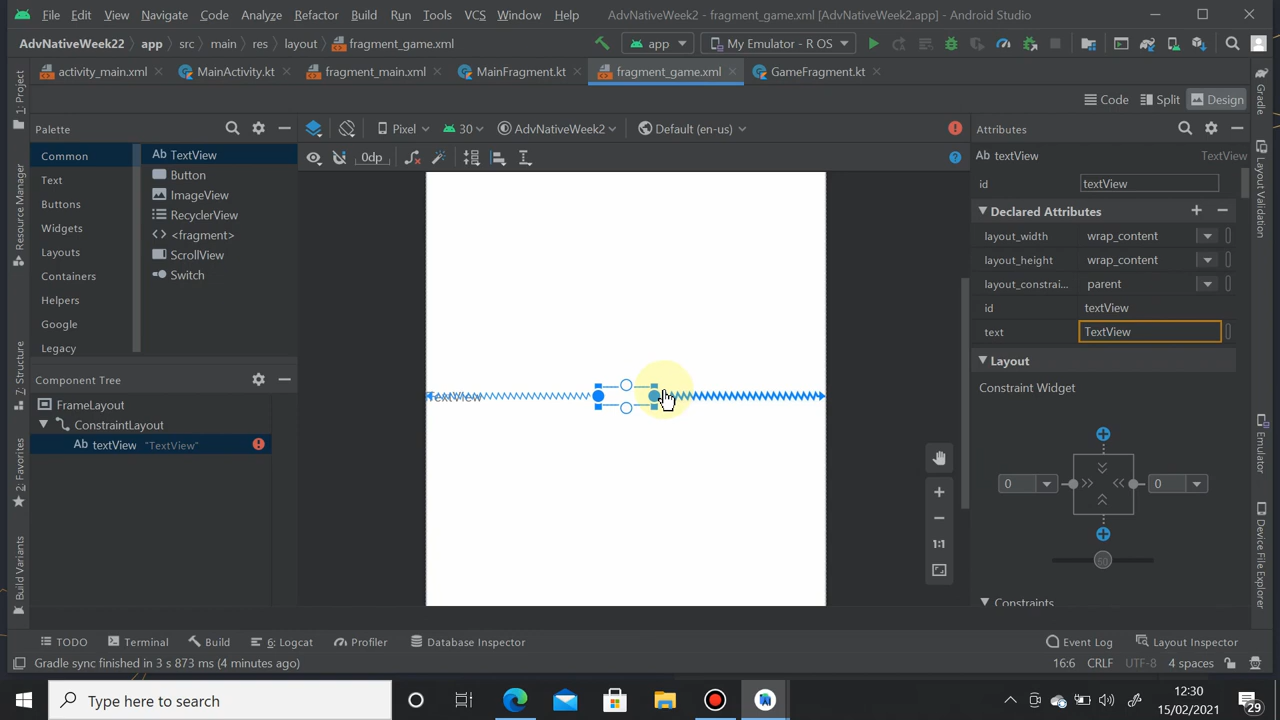 File Edit View Navigate Code Analyze Refactor Build Run Tools VCS Window Help AdvNativeWeek2 - fragment_game.xml [AdvNativeWeek2.app] - Android Studio
AdvNativeWeek22 app src main res layout fragment_game.xml app My Emulator - R OS
activity_main.xml MainActivity.kt fragment_main.xml MainFragment.kt fragment_game.xml GameFragment.kt
Code Split Design
Palette Pixel 30 AdvNativeWeek2 Default (en-us) Attributes
Common Ab TextView 0dp Ab textView TextView
Text Button id textView
Buttons ImageView
Widgets RecyclerView Declared Attributes
Layouts <fragment> layout_width wrap_content
Containers ScrollView layout_height wrap_content
Helpers Switch layout_constrai... parent
Google id textView
Legacy text TextView
Component Tree Layout
FrameLayout Constraint Widget
ConstraintLayout TextView
Ab textView "TextView"
0 0
50
1:1
Constraints
1: Project
Resource Manager
7: Structure
2: Favorites
Build Variants
Gradle
Layout Validation
Emulator
Device File Explorer
TODO Terminal Build 6: Logcat Profiler Database Inspector Event Log Layout Inspector
Gradle sync finished in 3 s 873 ms (4 minutes ago) 16:6 CRLF UTF-8 4 spaces
Type here to search 12:30
15/02/2021 29